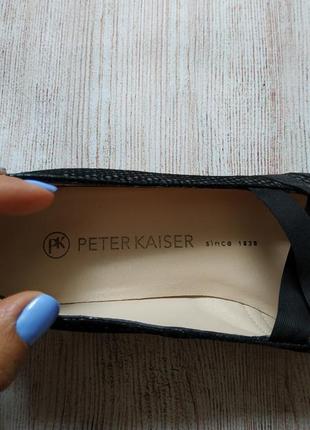 PK PETER KAISER since 1838